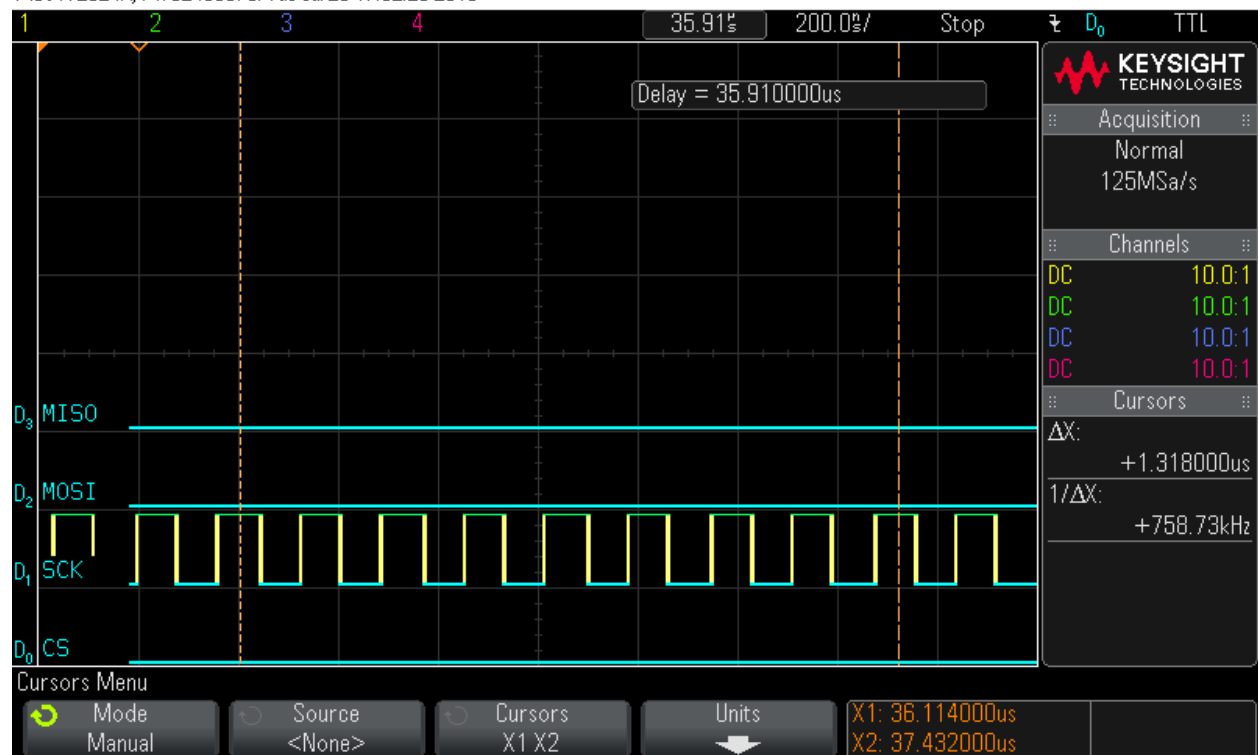 1 2 3 4 35.91us 200.0ns/ Stop D0 TTL
KEYSIGHT
TECHNOLOGIES
Delay = 35.910000us
Acquisition
Normal
125MSa/s
Channels
DC 10.0:1
DC 10.0:1
DC 10.0:1
DC 10.0:1
Cursors
ΔX:
+1.318000us
1/ΔX:
+758.73kHz
D3 MISO
D2 MOSI
D1 SCK
D0 CS
Cursors Menu
Mode
Manual
Source
<None>
Cursors
X1 X2
Units
X1: 36.114000us
X2: 37.432000us